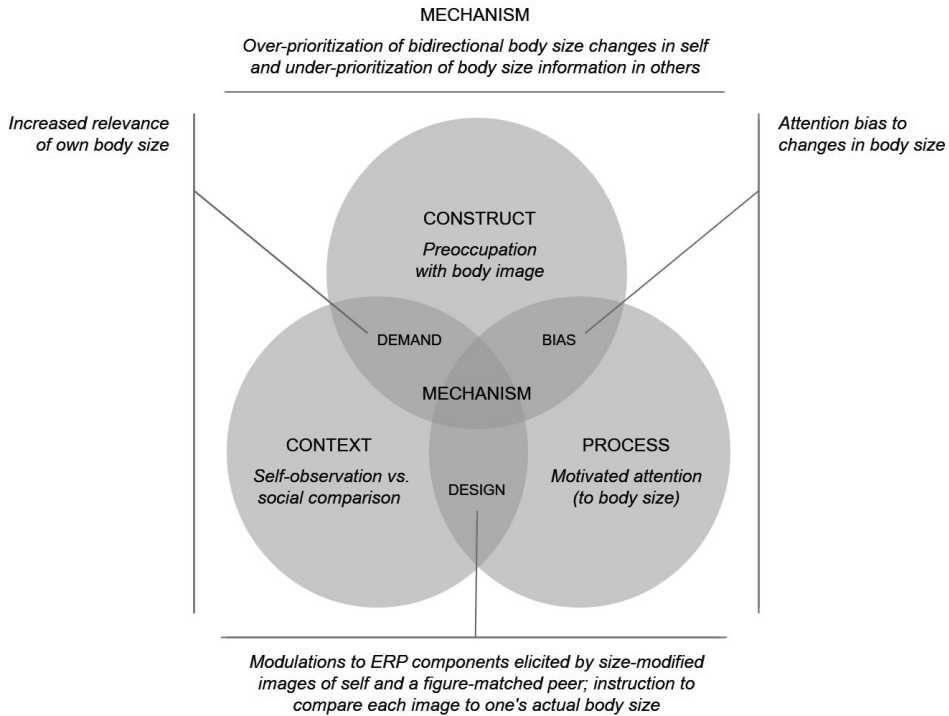 MECHANISM
Over-prioritization of bidirectional body size changes in self
and under-prioritization of body size information in others
Increased relevance
of own body size
Attention bias to
changes in body size
CONSTRUCT
Preoccupation
with body image
DEMAND
BIAS
MECHANISM
CONTEXT
Self-observation vs.
social comparison
PROCESS
Motivated attention
(to body size)
DESIGN
Modulations to ERP components elicited by size-modified
images of self and a figure-matched peer; instruction to
compare each image to one's actual body size